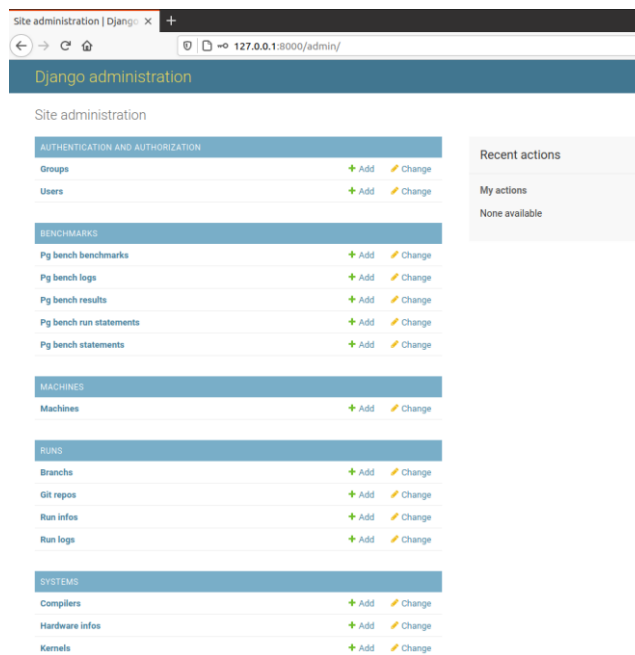 Site administration | Django
127.0.0.1:8000/admin/
Django administration
Site administration
AUTHENTICATION AND AUTHORIZATION
Groups + Add Change
Users + Add Change
BENCHMARKS
Pg bench benchmarks + Add Change
Pg bench logs + Add Change
Pg bench results + Add Change
Pg bench run statements + Add Change
Pg bench statements + Add Change
MACHINES
Machines + Add Change
RUNS
Branchs + Add Change
Git repos + Add Change
Run infos + Add Change
Run logs + Add Change
SYSTEMS
Compilers + Add Change
Hardware infos + Add Change
Kernels + Add Change
Recent actions
My actions
None available